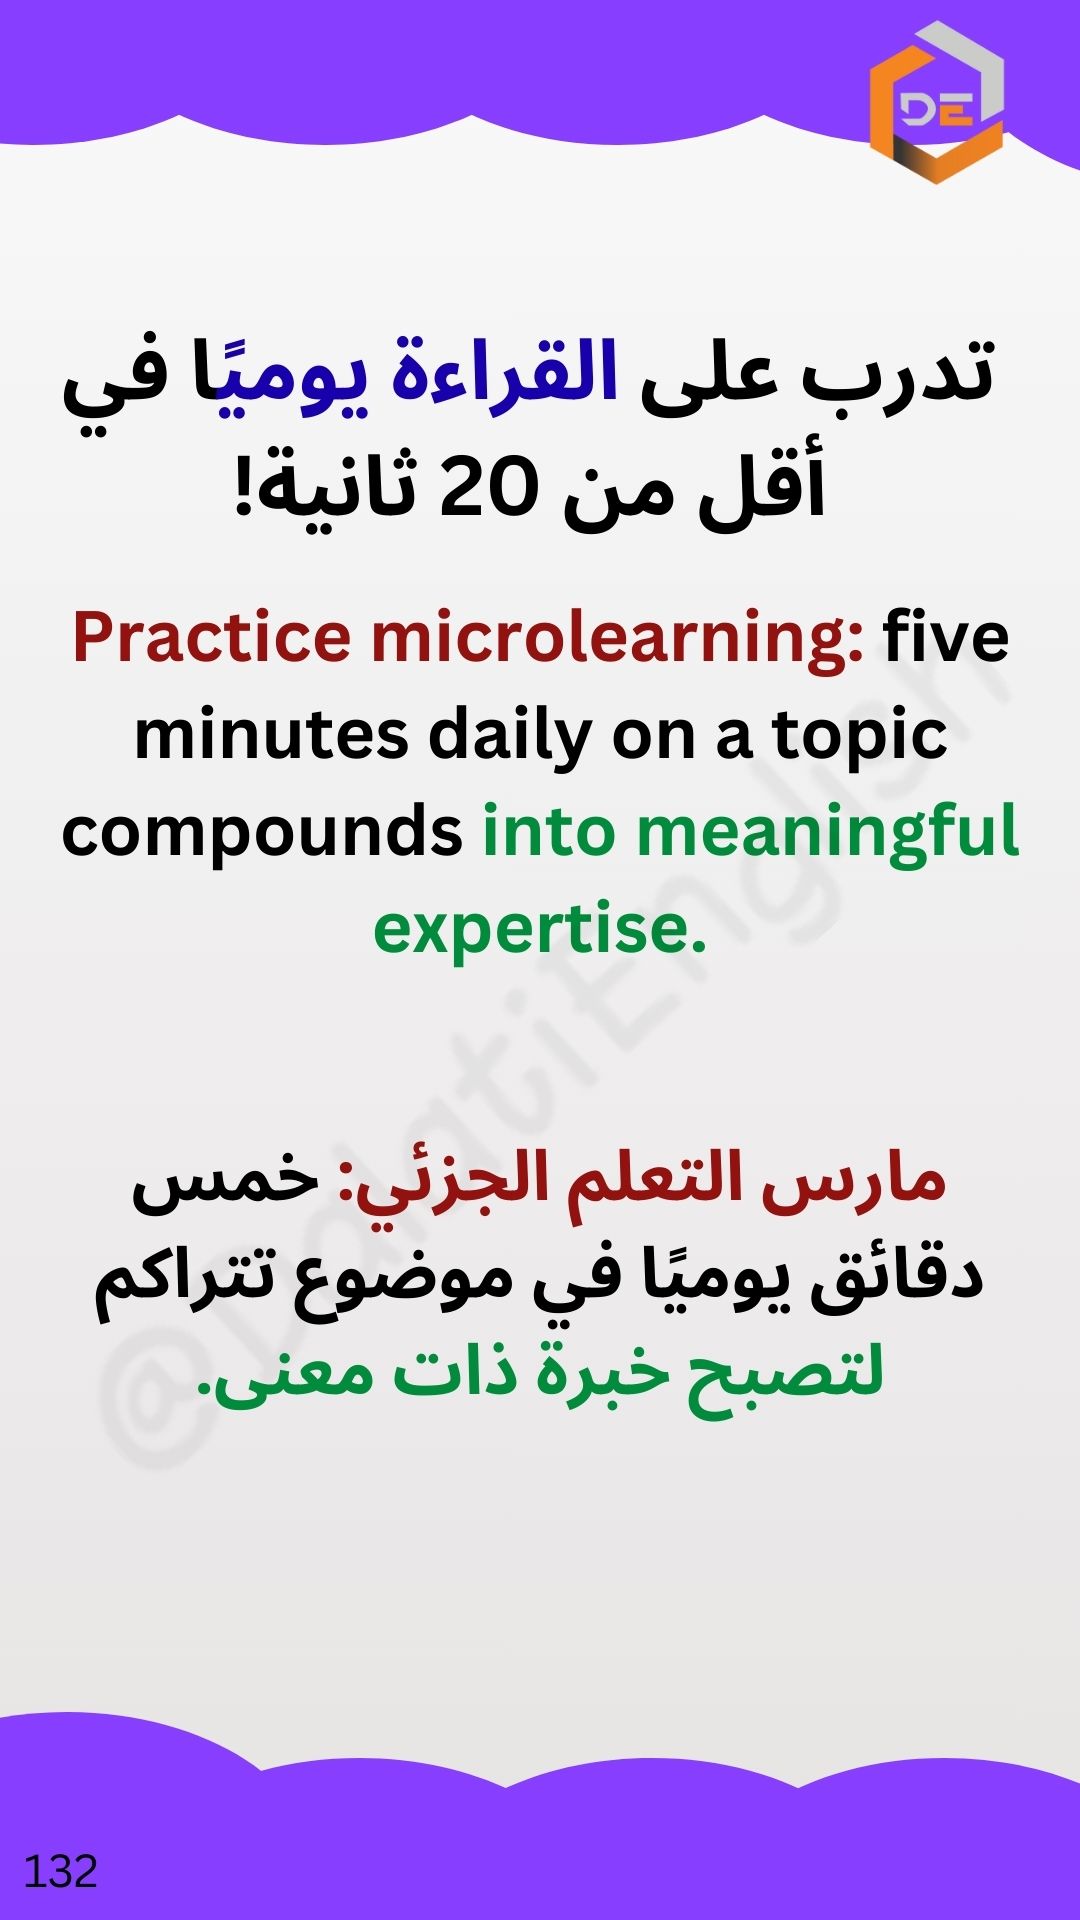 DE
تدرب على القراءة يوميًا في
أقل من 20 ثانية!
Practice microlearning: five
minutes daily on a topic
compounds into meaningful
expertise.
مارس التعلم الجزئي: خمس
دقائق يوميًا في موضوع تتراكم
لتصبح خبرة ذات معنى.
@DalatiEnglish
132